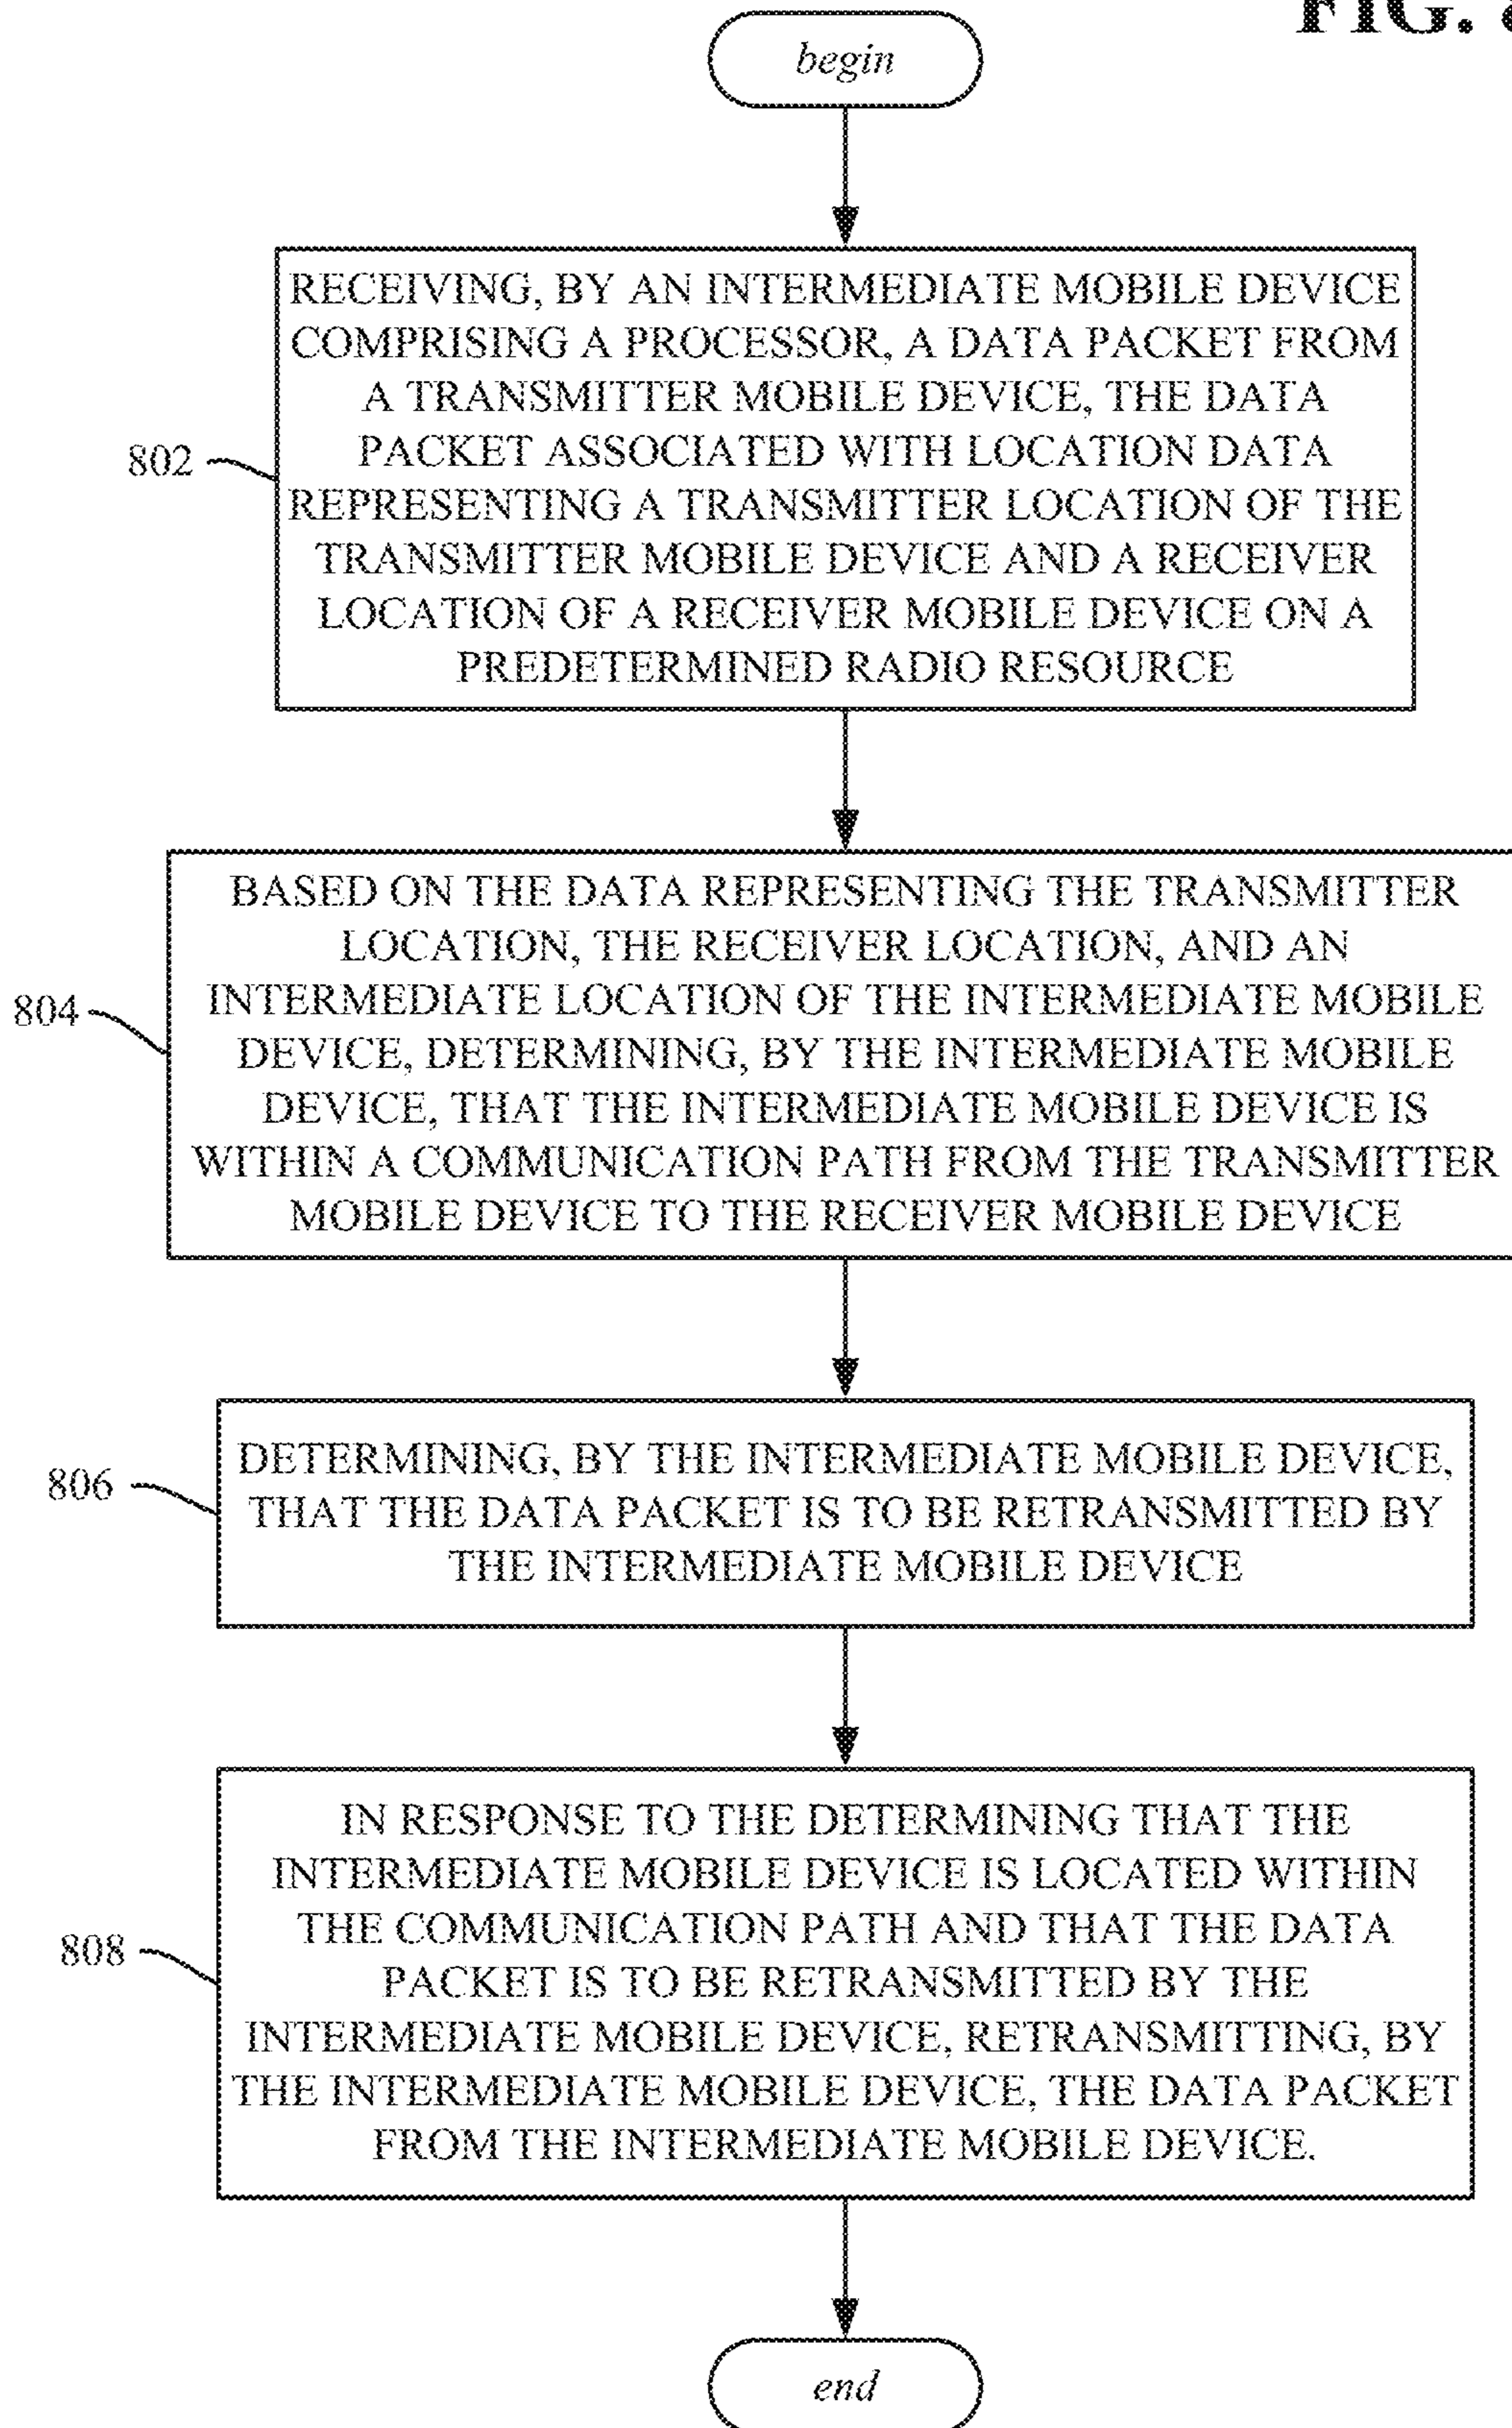 FIG. 8
begin
RECEIVING, BY AN INTERMEDIATE MOBILE DEVICE
COMPRISING A PROCESSOR, A DATA PACKET FROM
A TRANSMITTER MOBILE DEVICE, THE DATA
PACKET ASSOCIATED WITH LOCATION DATA
REPRESENTING A TRANSMITTER LOCATION OF THE
TRANSMITTER MOBILE DEVICE AND A RECEIVER
LOCATION OF A RECEIVER MOBILE DEVICE ON A
PREDETERMINED RADIO RESOURCE
802
BASED ON THE DATA REPRESENTING THE TRANSMITTER
LOCATION, THE RECEIVER LOCATION, AND AN
INTERMEDIATE LOCATION OF THE INTERMEDIATE MOBILE
DEVICE, DETERMINING, BY THE INTERMEDIATE MOBILE
DEVICE, THAT THE INTERMEDIATE MOBILE DEVICE IS
WITHIN A COMMUNICATION PATH FROM THE TRANSMITTER
MOBILE DEVICE TO THE RECEIVER MOBILE DEVICE
804
DETERMINING, BY THE INTERMEDIATE MOBILE DEVICE,
THAT THE DATA PACKET IS TO BE RETRANSMITTED BY
THE INTERMEDIATE MOBILE DEVICE
806
IN RESPONSE TO THE DETERMINING THAT THE
INTERMEDIATE MOBILE DEVICE IS LOCATED WITHIN
THE COMMUNICATION PATH AND THAT THE DATA
PACKET IS TO BE RETRANSMITTED BY THE
INTERMEDIATE MOBILE DEVICE, RETRANSMITTING, BY
THE INTERMEDIATE MOBILE DEVICE, THE DATA PACKET
FROM THE INTERMEDIATE MOBILE DEVICE.
808
end